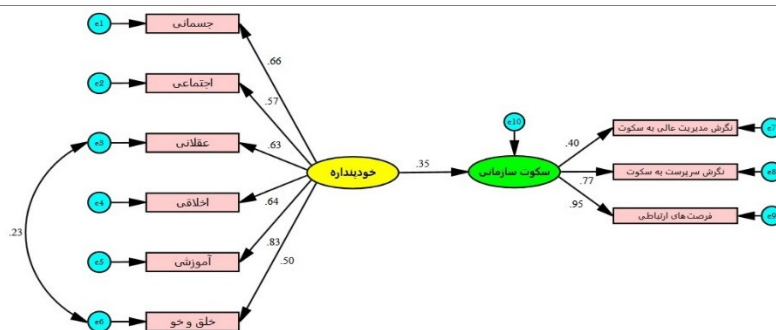 e1
جسمانی
.66
e2
اجتماعی
.57
e3
عقلانی
.63
e4
اخلاقی
.64
e5
آموزشی
.83
e6
خلق و خو
.50
.23
خودپنداره
.35
e10
سکوت سازمانی
.40
نگرش مدیریت عالی به سکوت
e7
.77
نگرش سرپرست به سکوت
e8
.95
فرصت‌های ارتباطی
e9